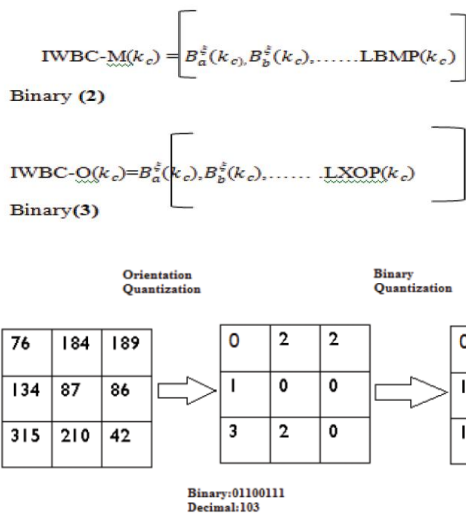 IWBC-M(k_c) = [B_a^ξ(k_c), B_b^ξ(k_c),......LBMP(k_c)]
Binary (2)
IWBC-O(k_c)=[B_a^ξ(k_c),B_b^ξ(k_c),...... .LXOP(k_c)]
Binary(3)
Orientation Quantization
Binary Quantization
76 184 189
134 87 86
315 210 42
0 2 2
1 0 0
3 2 0
0
1
1
Binary:01100111
Decimal:103